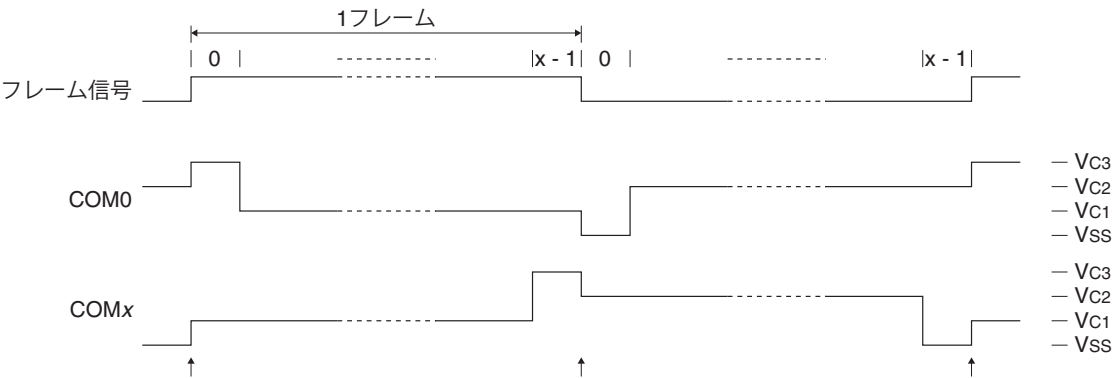 1フレーム
0 x - 1 0 x - 1
フレーム信号
COM0
VC3
VC2
VC1
VSS
COMx
VC3
VC2
VC1
VSS